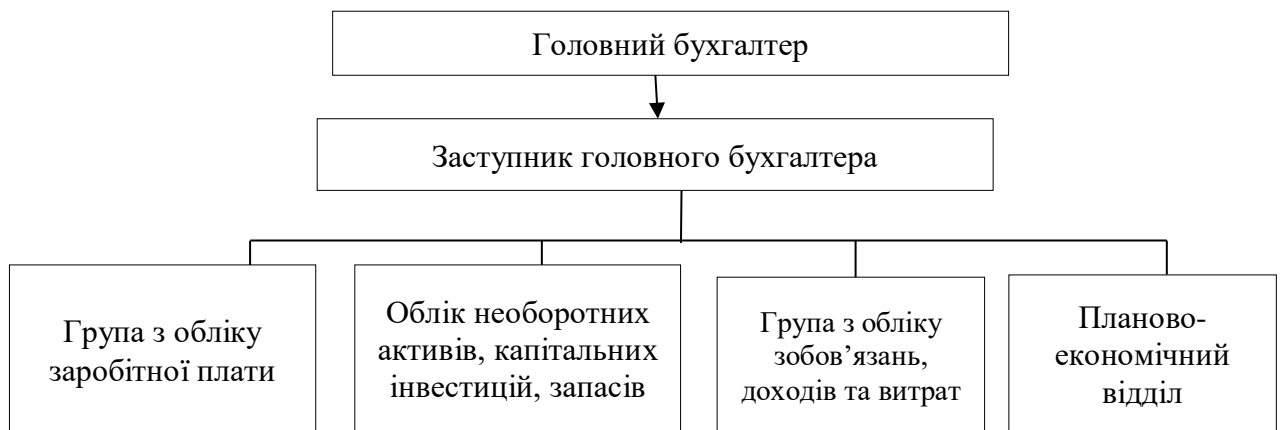 Головний бухгалтер
Заступник головного бухгалтера
Група з обліку
заробітної плати
Облік необоротних
активів, капітальних
інвестицій, запасів
Група з обліку
зобов’язань,
доходів та витрат
Планово-
економічний
відділ